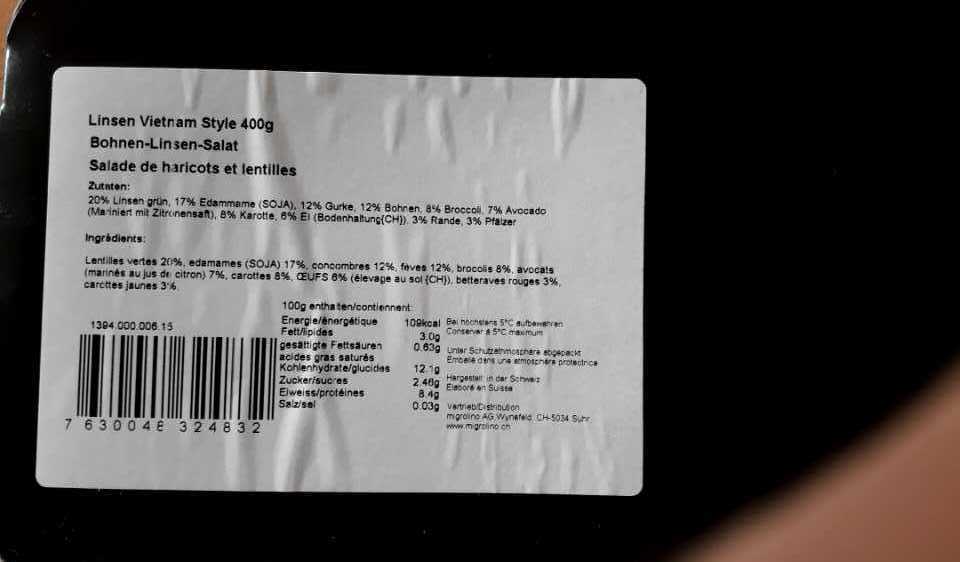 Linsen Vietnam Style 400g
Bohnen-Linsen-Salat
Salade de haricots et lentilles
Zutaten:
20% Linsen grün, 17% Edammame (SOJA), 12% Gurke, 12% Bohnen, 8% Broccoli, 7% Avocado
(Mariniert mit Zitronensaft), 8% Karotte, 6% Ei (Bodenhaltung{CH}), 3% Rande, 3% Pfälzer
Ingrédients:
Lentilles vertes 20%, edamames (SOJA) 17%, concombres 12%, fèves 12%, brocolis 8%, avocats
(marinés au jus de citron) 7%, carottes 8%, ŒUFS 6% (élevage au sol {CH}), betteraves rouges 3%,
carottes jaunes 3%.
100g enthalten/contiennent:
Energie/énergétique 109kcal
Fett/lipides 3.0g
gesättigte Fettsäuren 0.63g
acides gras saturés
Kohlenhydrate/glucides 12.1g
Zucker/sucres 2.46g
Eiweiss/protéines 8.4g
Salz/sel 0.03g
Bei höchstens 5°C aufbewahren
Conserver à 5°C maximum
Unter Schutzatmosphäre abgepackt
Embalé dans une atmosphère protectrice
Hergestellt in der Schweiz
Elaboré en Suisse
Vertrieb/Distribution
migrolino AG,Wynefeld, CH-5034 Suhr
www.migrolino.ch
1394.000.006.15
7 630048 324832